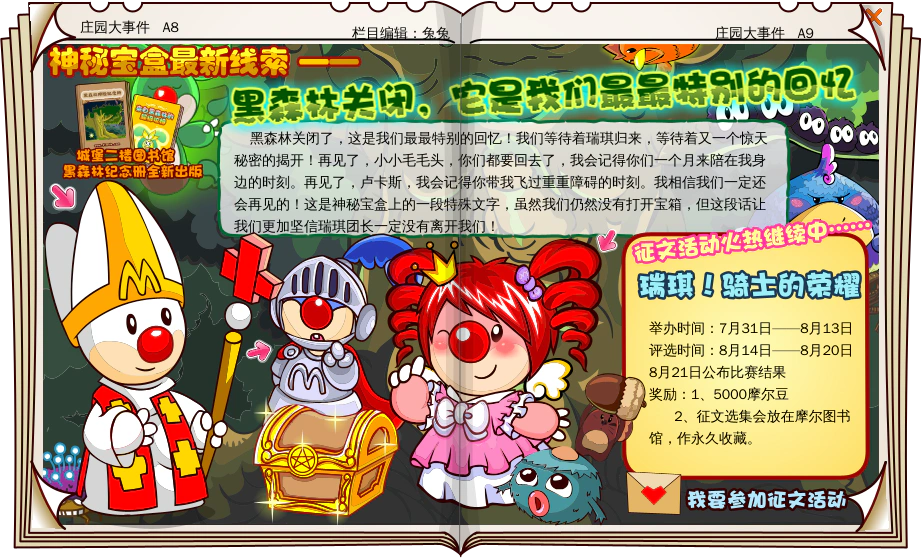 庄园大事件 A8
栏目编辑：兔兔
庄园大事件 A9
神秘宝盒最新线索 ——
黑森林关闭，它是我们最最特别的回忆
城堡二楼图书馆
黑森林纪念册全新出版
黑森林关闭了，这是我们最最特别的回忆！我们等待着瑞琪归来，等待着又一个惊天
秘密的揭开！再见了，小小毛毛头，你们都要回去了，我会记得你们一个月来陪在我身
边的时刻。再见了，卢卡斯，我会记得你带我飞过重重障碍的时刻。我相信我们一定还
会再见的！这是神秘宝盒上的一段特殊文字，虽然我们仍然没有打开宝箱，但这段话让
我们更加坚信瑞琪团长一定没有离开我们！
征文活动火热继续中……
瑞琪！骑士的荣耀
举办时间：7月31日——8月13日
评选时间：8月14日——8月20日
8月21日公布比赛结果
奖励：1、5000摩尔豆
2、征文选集会放在摩尔图书
馆，作永久收藏。
我要参加征文活动